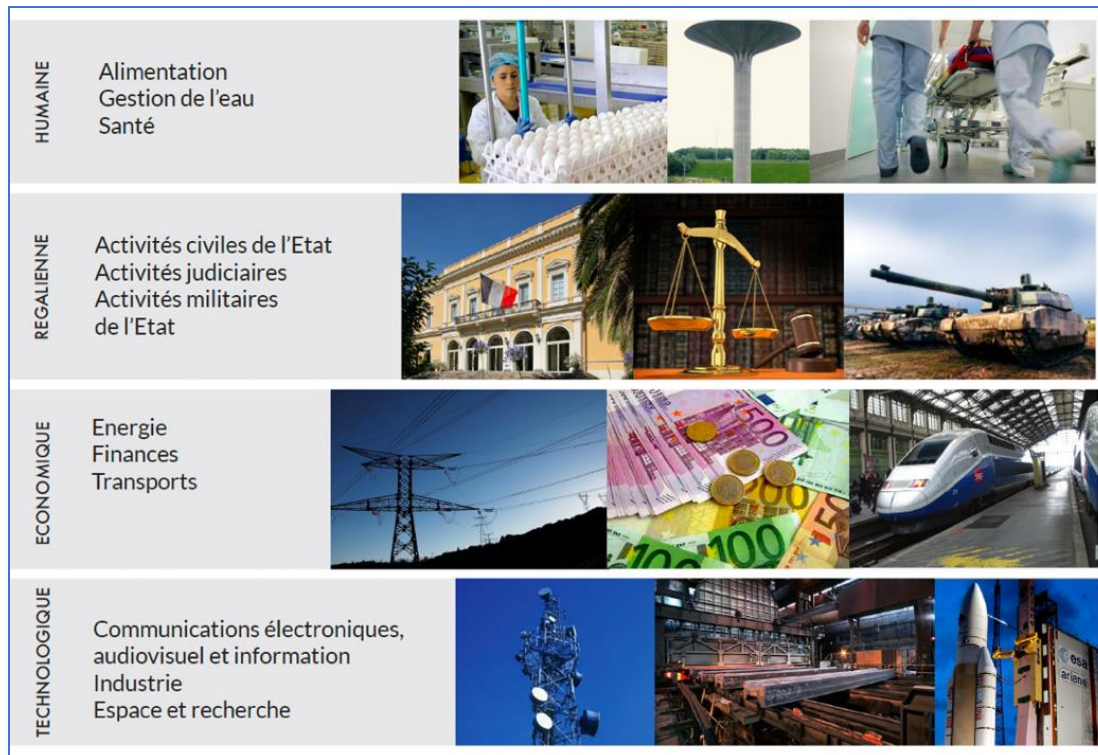 HUMAINE
Alimentation
Gestion de l’eau
Santé
REGALIENNE
Activités civiles de l’Etat
Activités judiciaires
Activités militaires
de l’Etat
ECONOMIQUE
Energie
Finances
Transports
500
200
100
100
50
TECHNOLOGIQUE
Communications électroniques,
audiovisuel et information
Industrie
Espace et recherche
esa
ariane